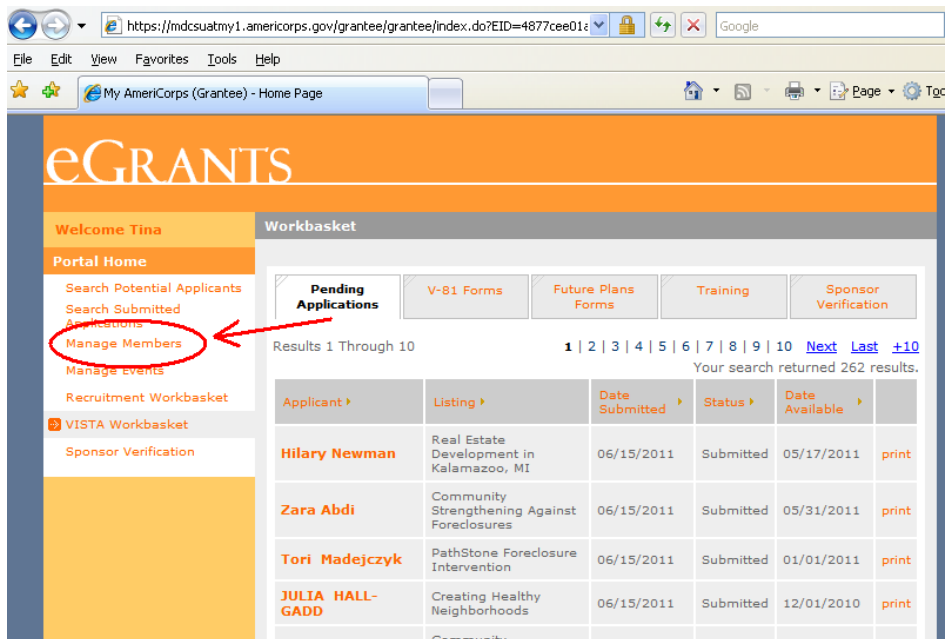 https://mdcsuatmy1.americorps.gov/grantee/grantee/index.do?EID=4877cee01
Google
File Edit View Favorites Tools Help
My AmeriCorps (Grantee) - Home Page
Page
eGRANTS
Welcome Tina
Workbasket
Portal Home
Search Potential Applicants
Search Submitted
Applications
Manage Members
Manage Events
Recruitment Workbasket
VISTA Workbasket
Sponsor Verification
Pending
Applications
V-81 Forms
Future Plans
Forms
Training
Sponsor
Verification
Results 1 Through 10
1 | 2 | 3 | 4 | 5 | 6 | 7 | 8 | 9 | 10 Next Last +10
Your search returned 262 results.
Applicant Listing Date Submitted Status Date Available
Hilary Newman
Real Estate
Development in
Kalamazoo, MI
06/15/2011 Submitted 05/17/2011 print
Zara Abdi
Community
Strengthening Against
Foreclosures
06/15/2011 Submitted 05/31/2011 print
Tori Madejczyk
PathStone Foreclosure
Intervention
06/15/2011 Submitted 01/01/2011 print
JULIA HALL-
GADD
Creating Healthy
Neighborhoods
06/15/2011 Submitted 12/01/2010 print